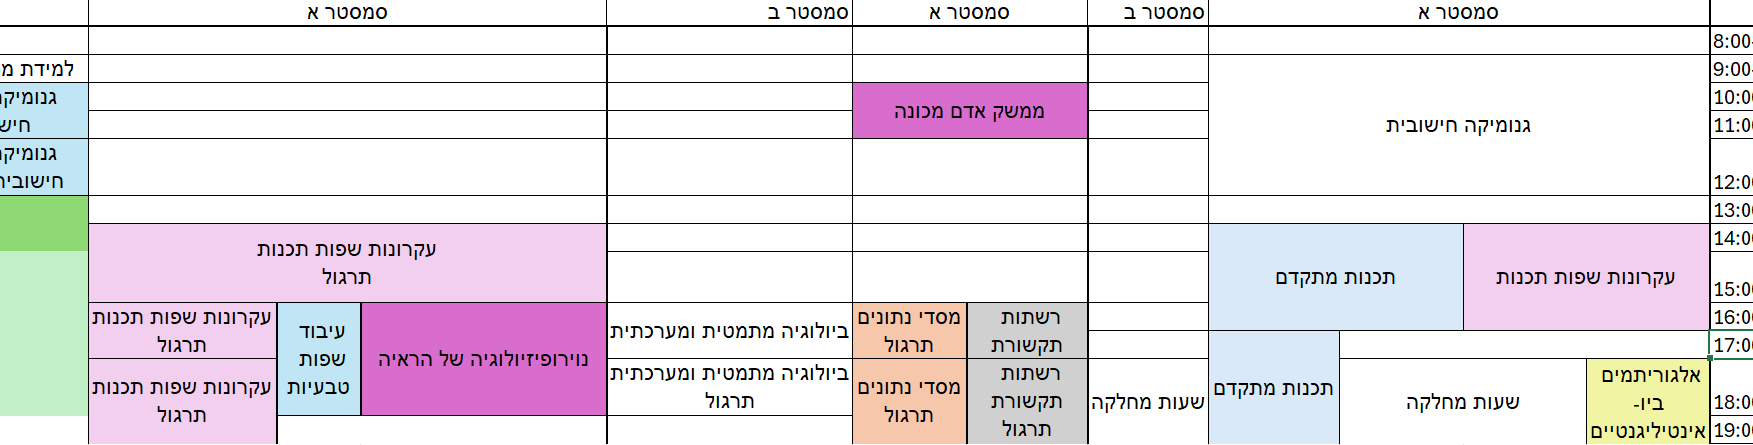 סמסטר א
סמסטר ב
סמסטר א
סמסטר ב
סמסטר א
8:00-
9:00-
10:00
11:00
12:00
13:00
14:00
15:00
16:00
17:00
18:00
19:00
גנומיקה חישובית
עקרונות שפות תכנות
תכנות מתקדם
תכנות מתקדם
שעות מחלקה
אלגוריתמים
ביו-
אינטיליגנטיים
שעות מחלקה
ממשק אדם מכונה
רשתות
תקשורת
רשתות
תקשורת
תרגול
מסדי נתונים
תרגול
מסדי נתונים
תרגול
ביולוגיה מתמטית ומערכתית
ביולוגיה מתמטית ומערכתית
תרגול
עקרונות שפות תכנות
תרגול
נוירופיזיולוגיה של הראיה
עיבוד
שפות
טבעיות
עקרונות שפות תכנות
תרגול
עקרונות שפות תכנות
תרגול
למידת